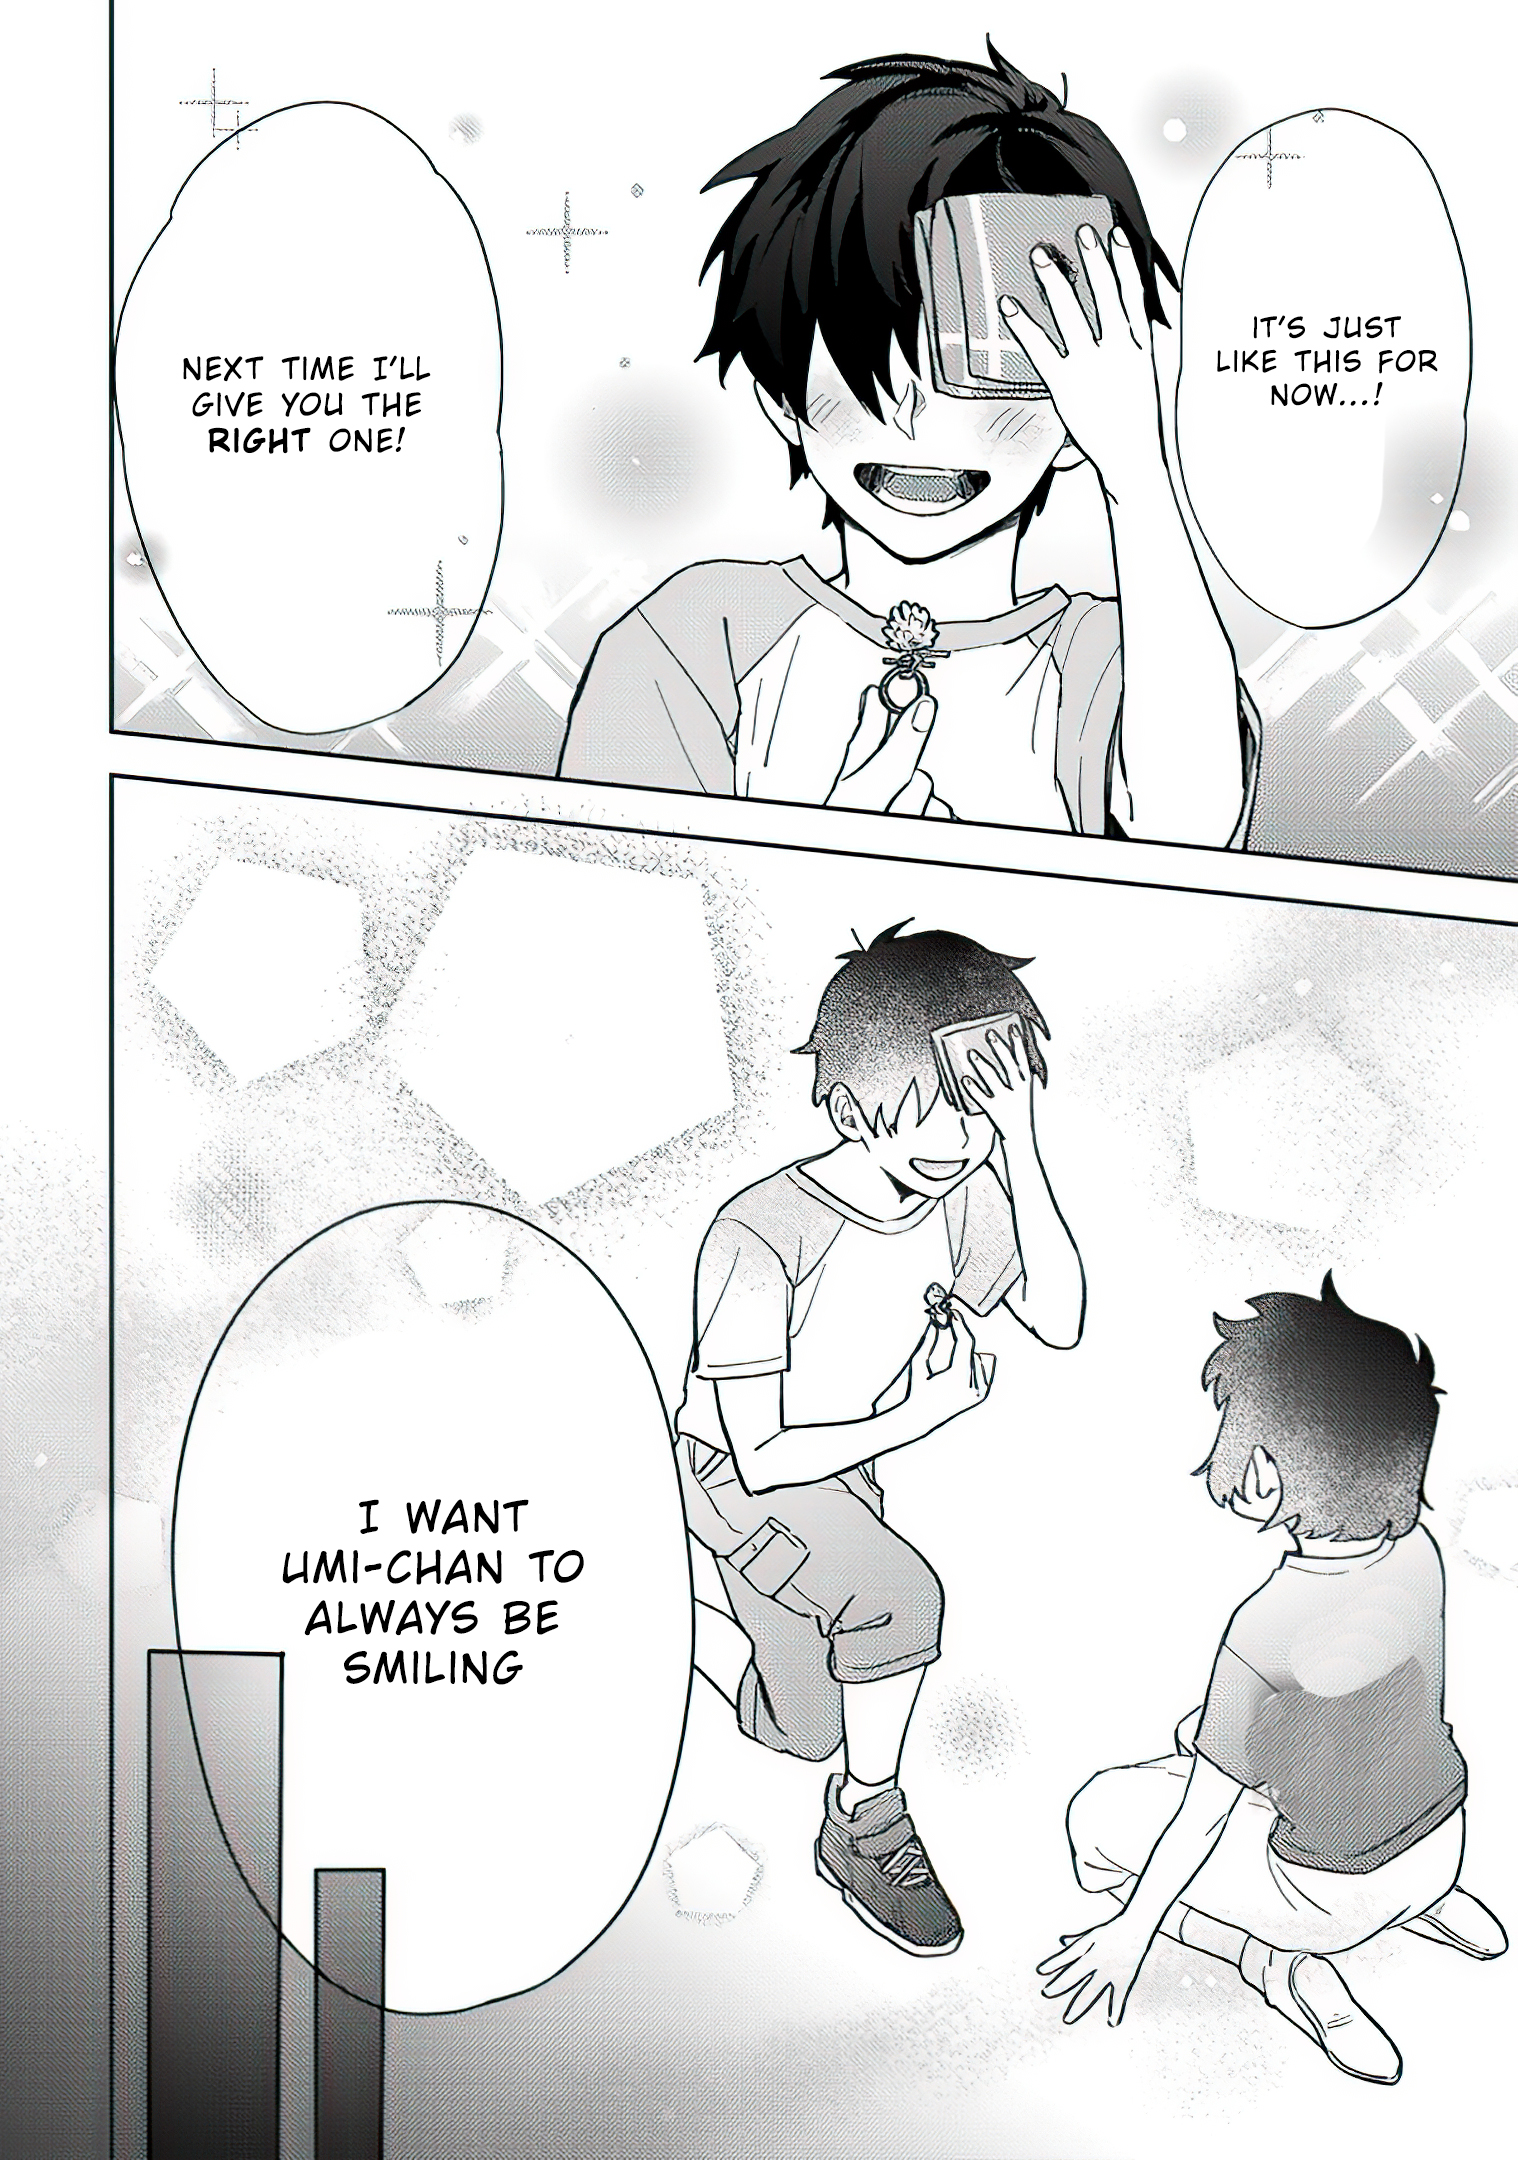 IT'S JUST
LIKE THIS FOR
NOW...!
NEXT TIME I'LL
GIVE YOU THE
RIGHT ONE!
I WANT
UMI-CHAN TO
ALWAYS BE
SMILING